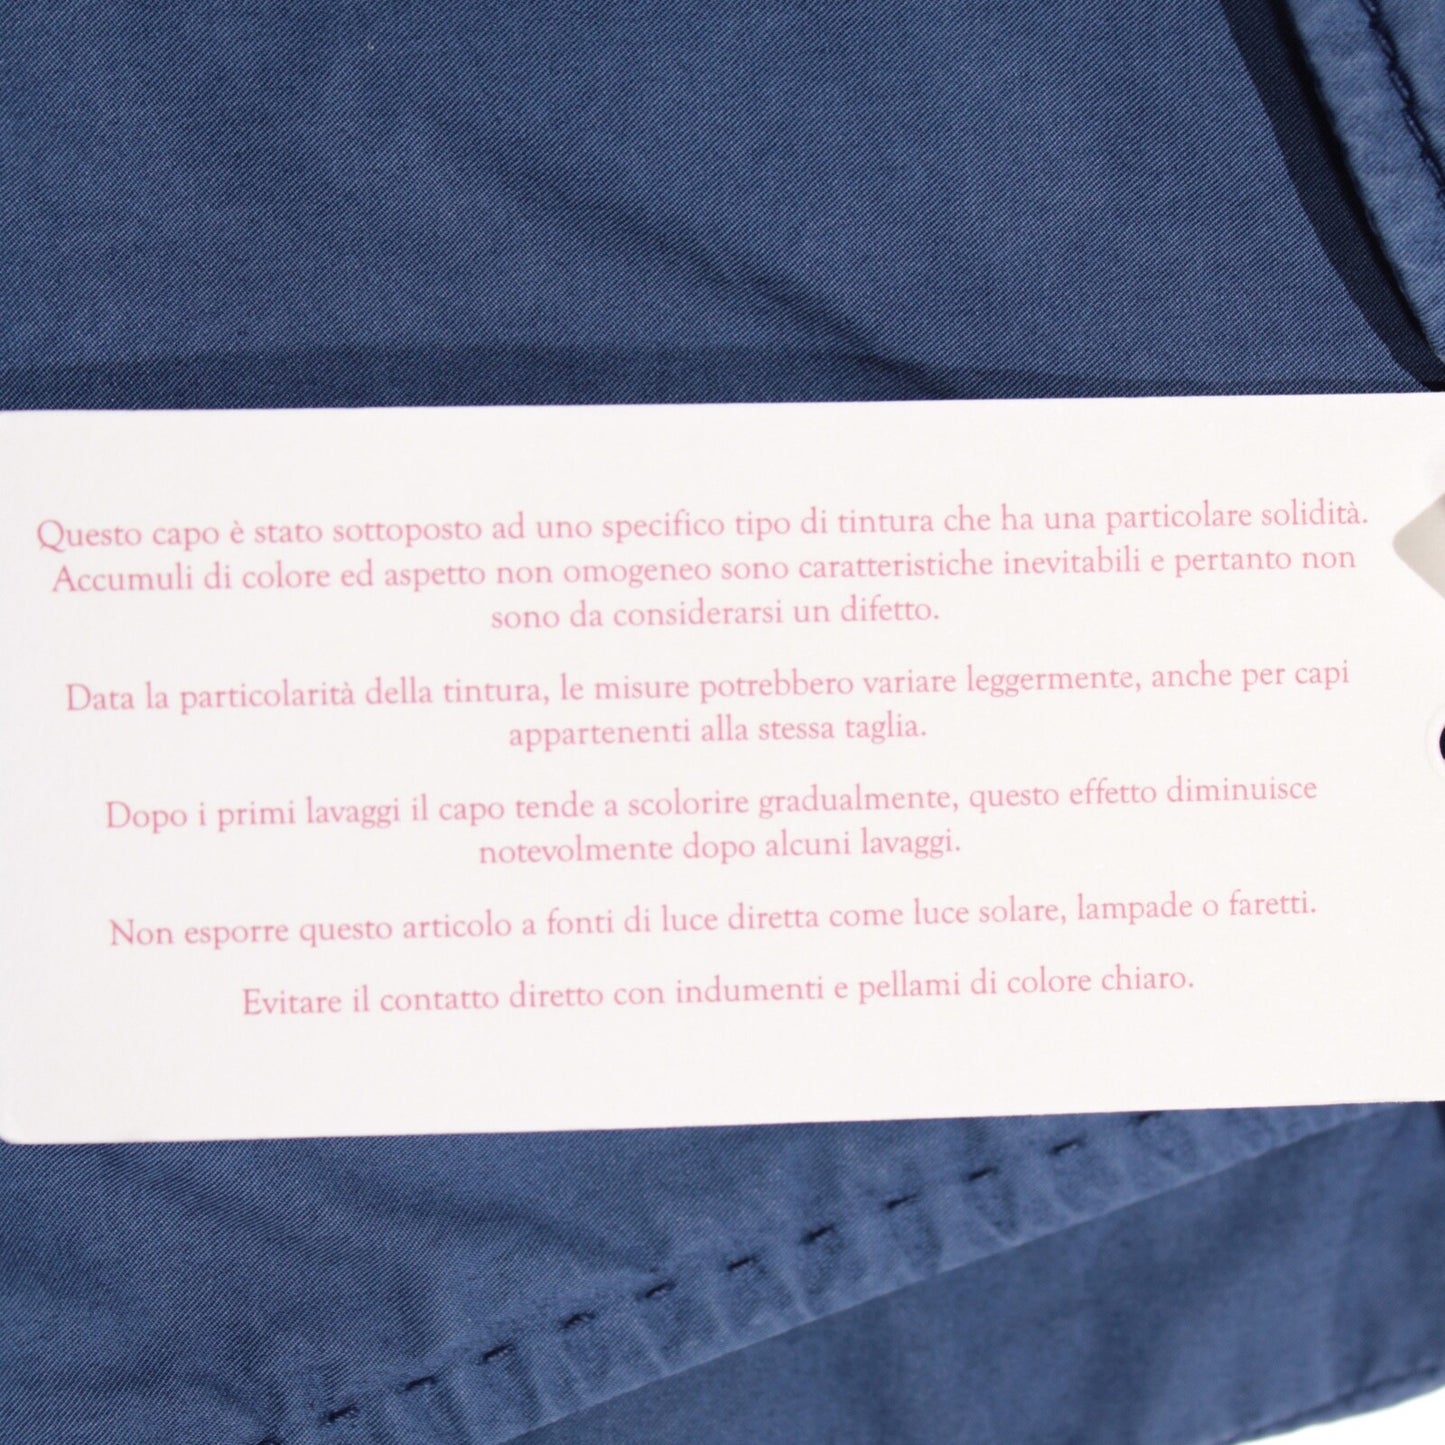 Questo capo è stato sottoposto ad uno specifico tipo di tintura che ha una particolare solidità.
Accumuli di colore ed aspetto non omogeneo sono caratteristiche inevitabili e pertanto non
sono da considerarsi un difetto.
Data la particolarità della tintura, le misure potrebbero variare leggermente, anche per capi
appartenenti alla stessa taglia.
Dopo i primi lavaggi il capo tende a scolorire gradualmente, questo effetto diminuisce
notevolmente dopo alcuni lavaggi.
Non esporre questo articolo a fonti di luce diretta come luce solare, lampade o faretti.
Evitare il contatto diretto con indumenti e pellami di colore chiaro.